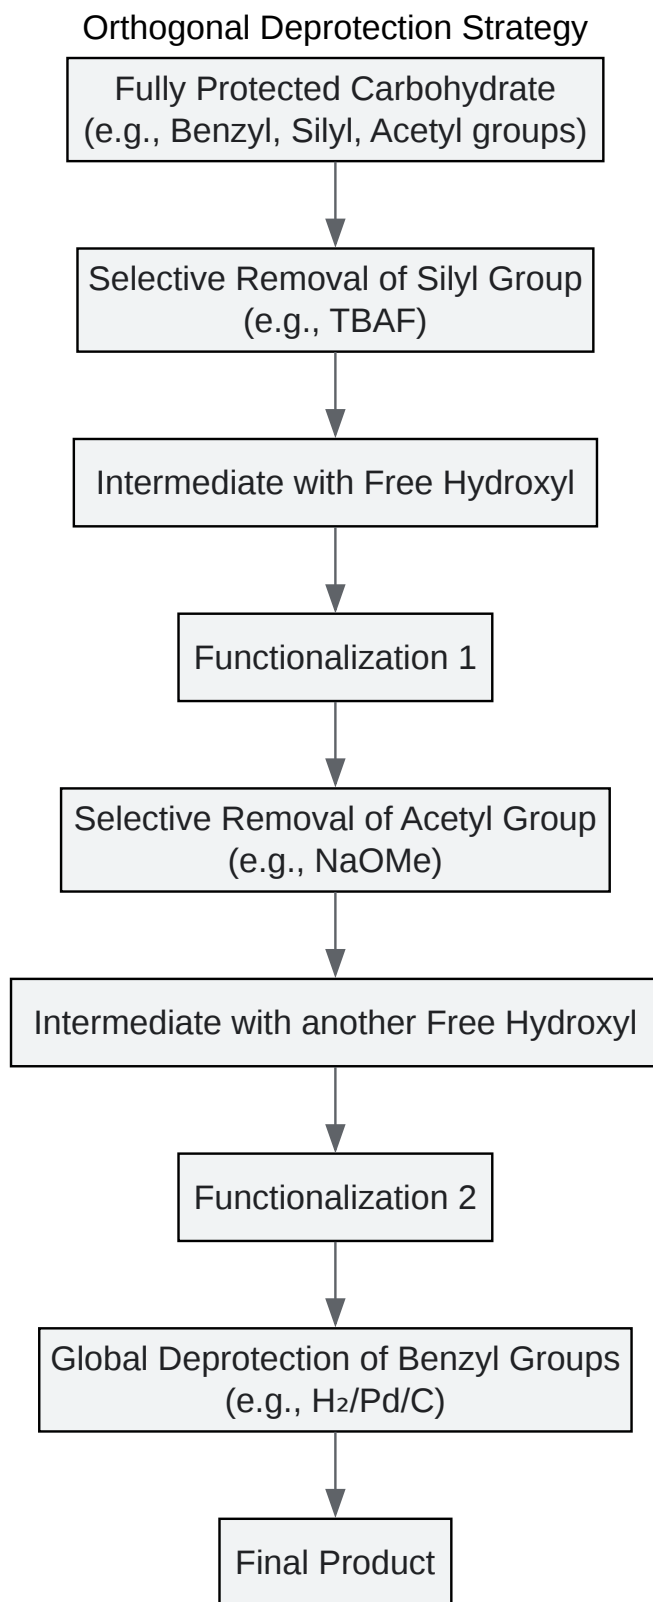 Orthogonal Deprotection Strategy
Fully Protected Carbohydrate
(e.g., Benzyl, Silyl, Acetyl groups)
Selective Removal of Silyl Group
(e.g., TBAF)
Intermediate with Free Hydroxyl
Functionalization 1
Selective Removal of Acetyl Group
(e.g., NaOMe)
Intermediate with another Free Hydroxyl
Functionalization 2
Global Deprotection of Benzyl Groups
(e.g., H₂/Pd/C)
Final Product